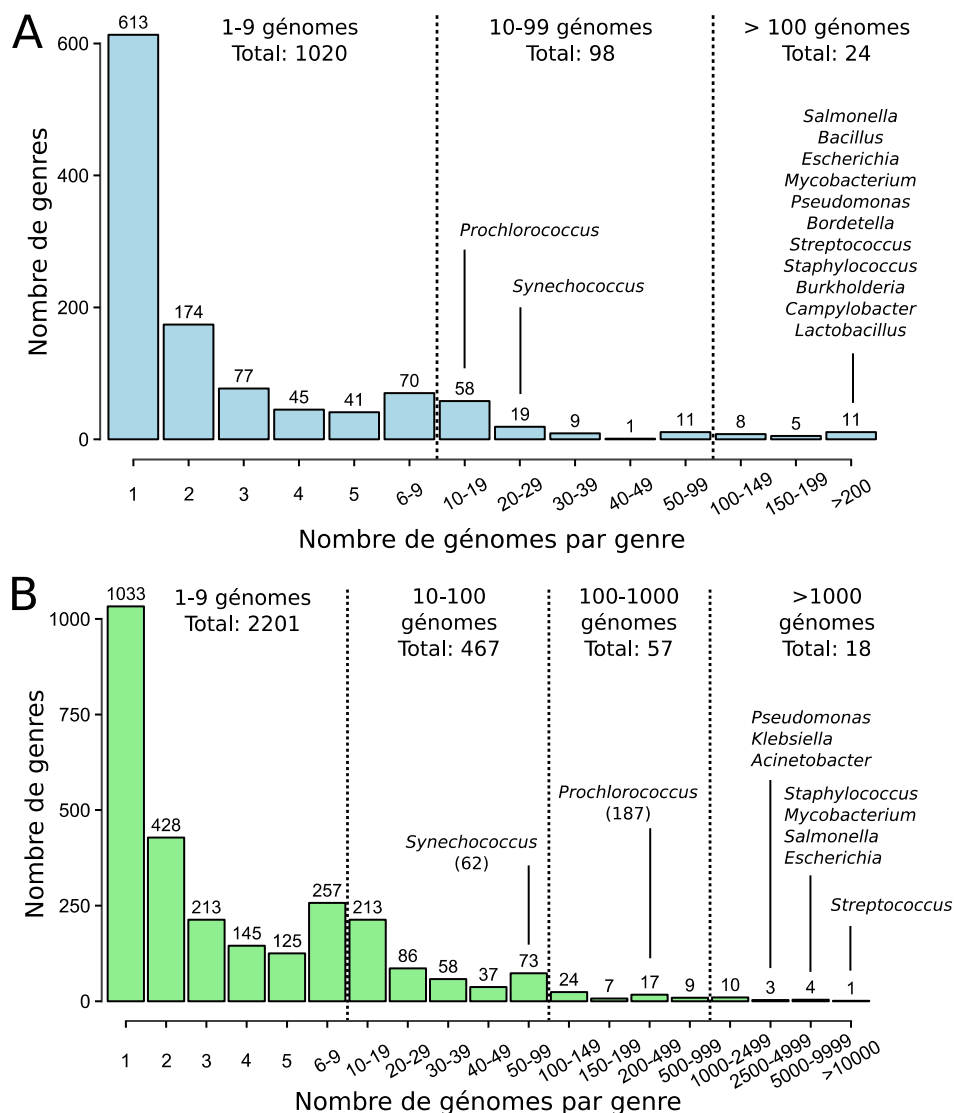 A
1-9 génomes
Total: 1020
10-99 génomes
Total: 98
> 100 génomes
Total: 24
Nombre de genres
600
400
200
0
613
174
77
45
41
70
58
19
9
1
11
8
5
11
Prochlorococcus
Synechococcus
Salmonella
Bacillus
Escherichia
Mycobacterium
Pseudomonas
Bordetella
Streptococcus
Staphylococcus
Burkholderia
Campylobacter
Lactobacillus
1
2
3
4
5
6-9
10-19
20-29
30-39
40-49
50-99
100-149
150-199
>200
Nombre de génomes par genre
B
1-9 génomes
Total: 2201
10-100
génomes
Total: 467
100-1000
génomes
Total: 57
>1000
génomes
Total: 18
Nombre de genres
1000
750
500
250
0
1033
428
213
145
125
257
213
86
58
37
73
24
7
17
9
10
3
4
1
Synechococcus
(62)
Prochlorococcus
(187)
Pseudomonas
Klebsiella
Acinetobacter
Staphylococcus
Mycobacterium
Salmonella
Escherichia
Streptococcus
1
2
3
4
5
6-9
10-19
20-29
30-39
40-49
50-99
100-149
150-199
200-499
500-999
1000-2499
2500-4999
5000-9999
>10000
Nombre de génomes par genre